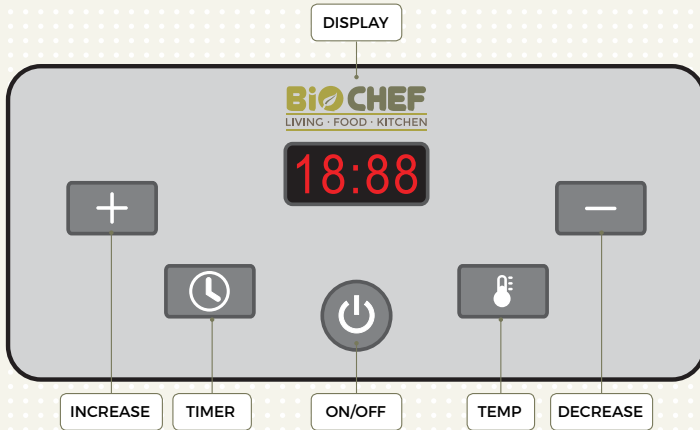 DISPLAY
BiO CHEF
LIVING · FOOD · KITCHEN
18:88
INCREASE
TIMER
ON/OFF
TEMP
DECREASE